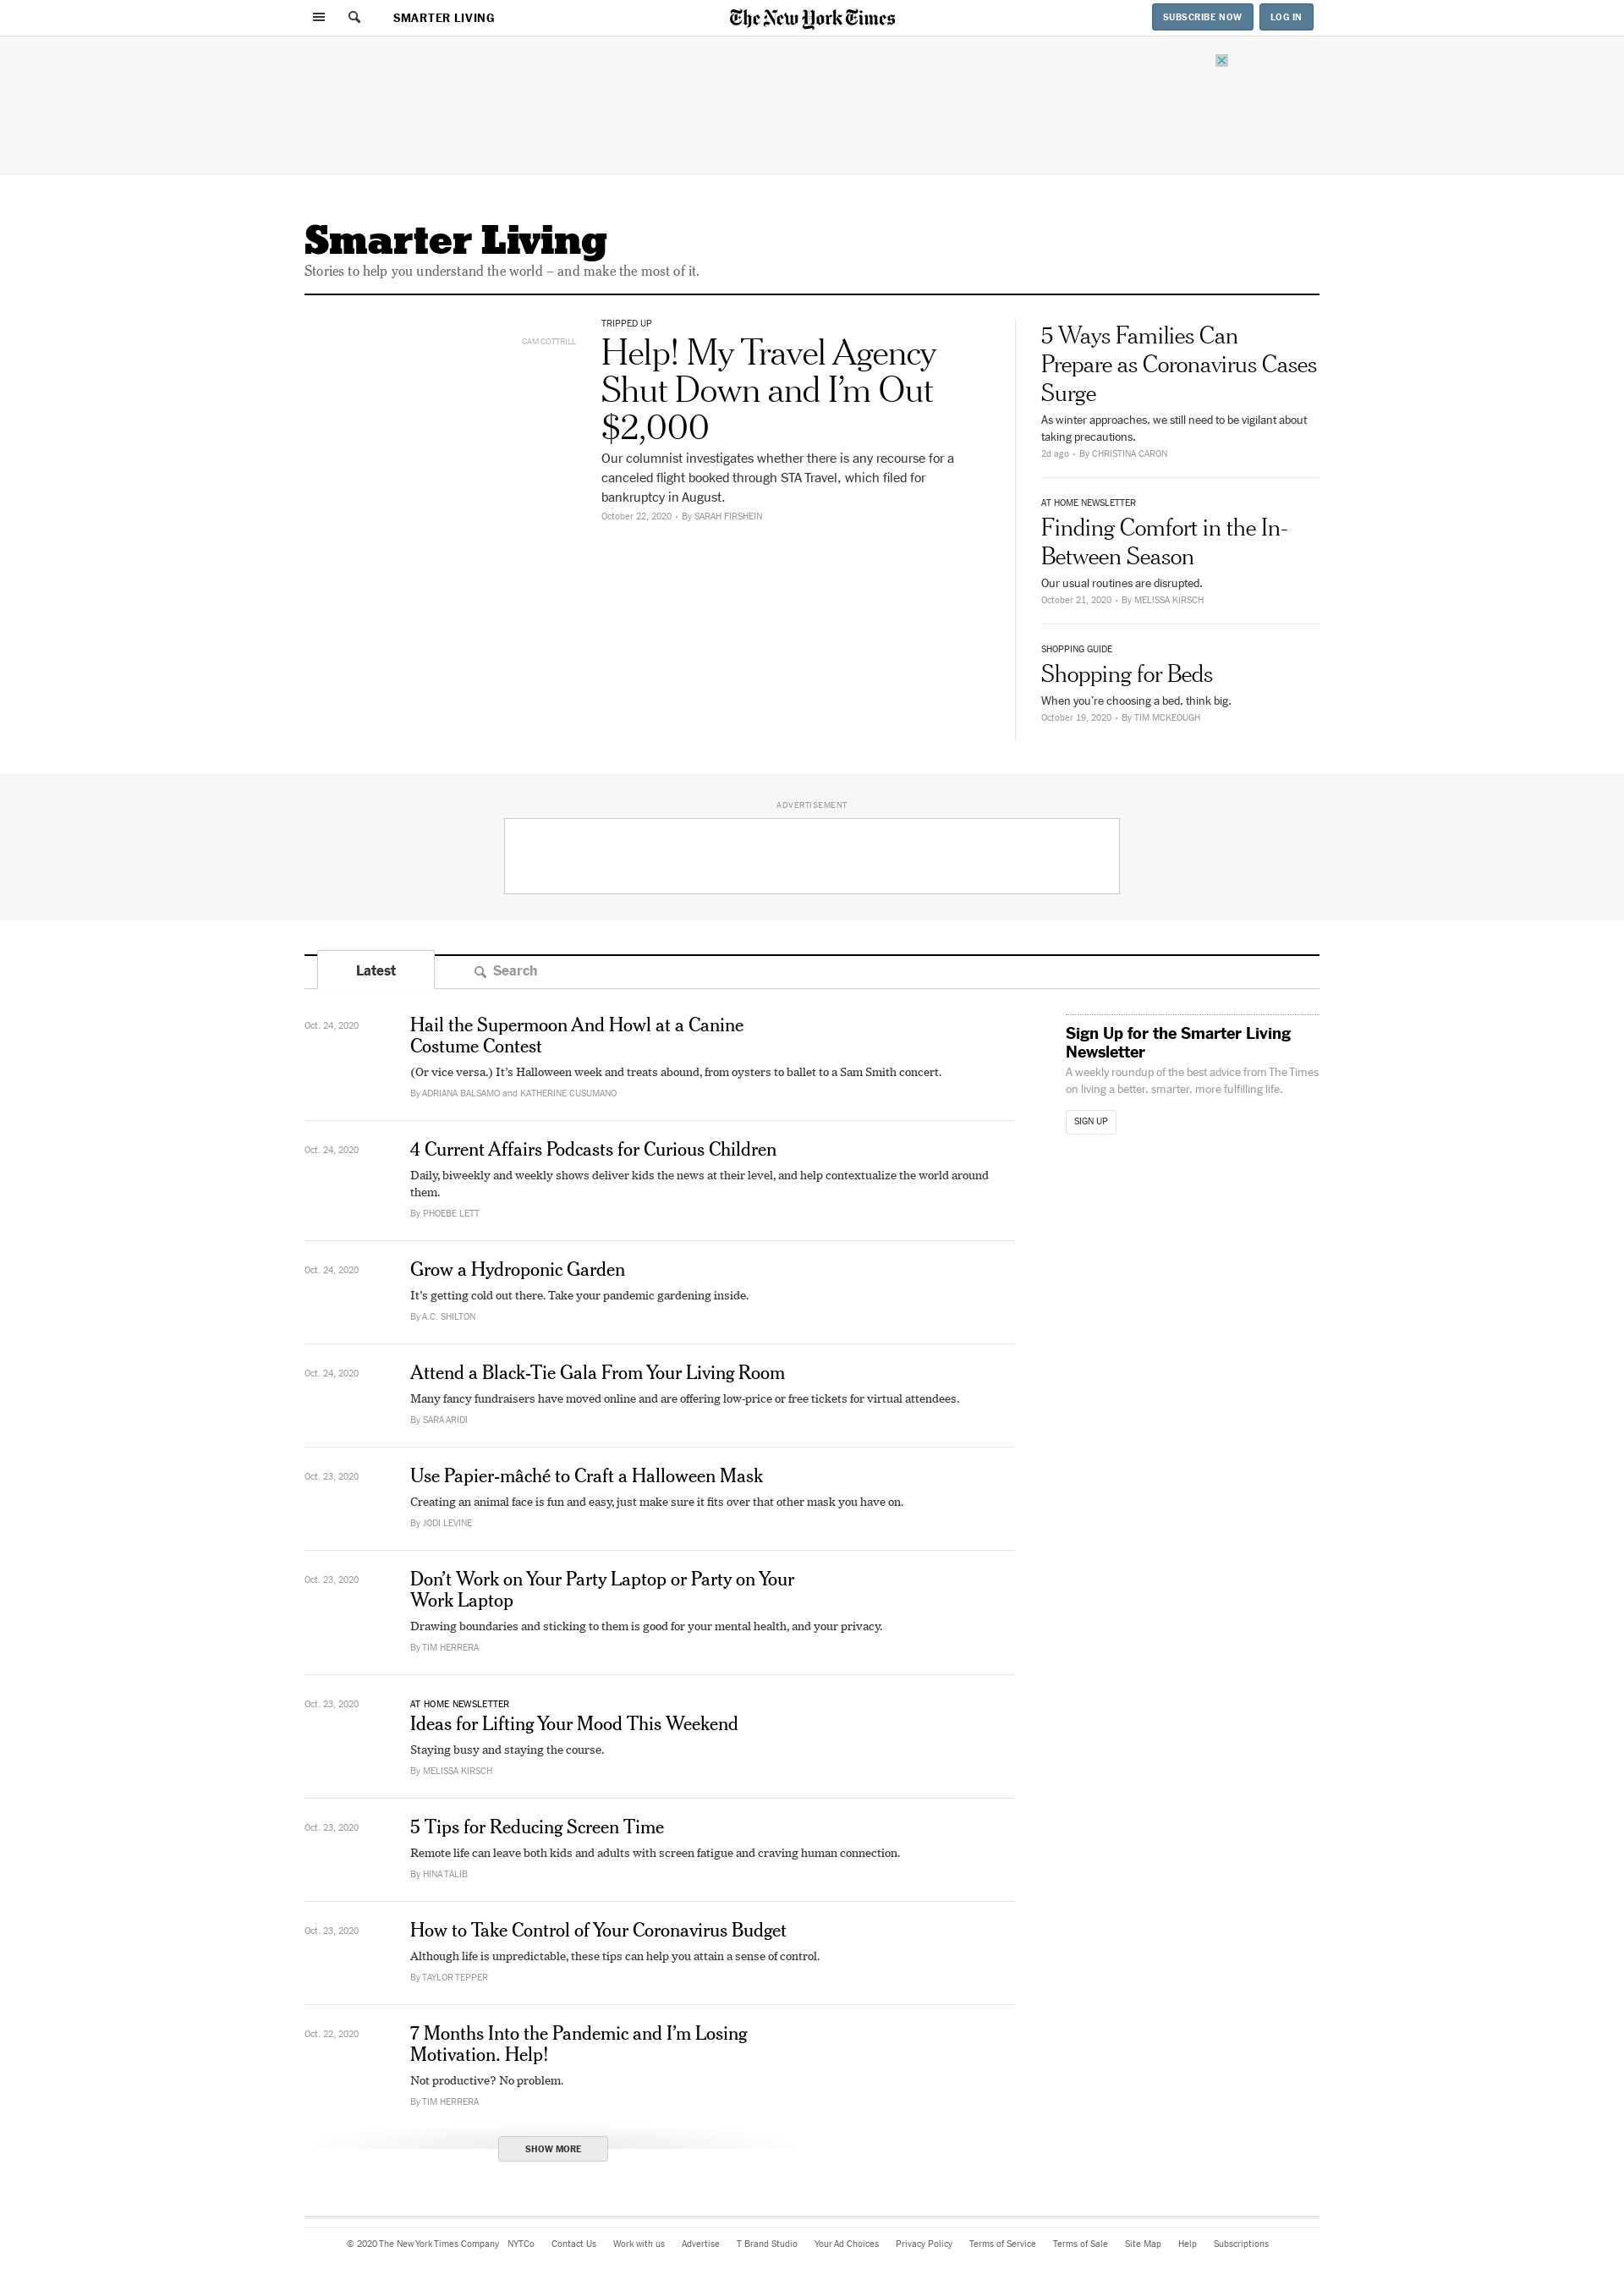 SMARTER LIVING
The New York Times
SUBSCRIBE NOW
LOG IN
Smarter Living
Stories to help you understand the world – and make the most of it.
CAM COTTRILL
TRIPPED UP
Help! My Travel Agency
Shut Down and I’m Out
$2,000
Our columnist investigates whether there is any recourse for a
canceled flight booked through STA Travel, which filed for
bankruptcy in August.
October 22, 2020 • By SARAH FIRSHEIN
5 Ways Families Can
Prepare as Coronavirus Cases
Surge
As winter approaches, we still need to be vigilant about
taking precautions.
2d ago • By CHRISTINA CARON
AT HOME NEWSLETTER
Finding Comfort in the In-
Between Season
Our usual routines are disrupted.
October 21, 2020 • By MELISSA KIRSCH
SHOPPING GUIDE
Shopping for Beds
When you’re choosing a bed, think big.
October 19, 2020 • By TIM MCKEOUGH
ADVERTISEMENT
Latest
Search
Oct. 24, 2020
Hail the Supermoon And Howl at a Canine
Costume Contest
(Or vice versa.) It’s Halloween week and treats abound, from oysters to ballet to a Sam Smith concert.
By ADRIANA BALSAMO and KATHERINE CUSUMANO
Oct. 24, 2020
4 Current Affairs Podcasts for Curious Children
Daily, biweekly and weekly shows deliver kids the news at their level, and help contextualize the world around
them.
By PHOEBE LETT
Oct. 24, 2020
Grow a Hydroponic Garden
It’s getting cold out there. Take your pandemic gardening inside.
By A.C. SHILTON
Oct. 24, 2020
Attend a Black-Tie Gala From Your Living Room
Many fancy fundraisers have moved online and are offering low-price or free tickets for virtual attendees.
By SARA ARIDI
Oct. 23, 2020
Use Papier-mâché to Craft a Halloween Mask
Creating an animal face is fun and easy, just make sure it fits over that other mask you have on.
By JODI LEVINE
Oct. 23, 2020
Don’t Work on Your Party Laptop or Party on Your
Work Laptop
Drawing boundaries and sticking to them is good for your mental health, and your privacy.
By TIM HERRERA
Oct. 23, 2020
AT HOME NEWSLETTER
Ideas for Lifting Your Mood This Weekend
Staying busy and staying the course.
By MELISSA KIRSCH
Oct. 23, 2020
5 Tips for Reducing Screen Time
Remote life can leave both kids and adults with screen fatigue and craving human connection.
By HINA TALIB
Oct. 23, 2020
How to Take Control of Your Coronavirus Budget
Although life is unpredictable, these tips can help you attain a sense of control.
By TAYLOR TEPPER
Oct. 22, 2020
7 Months Into the Pandemic and I’m Losing
Motivation. Help!
Not productive? No problem.
By TIM HERRERA
SHOW MORE
Sign Up for the Smarter Living
Newsletter
A weekly roundup of the best advice from The Times
on living a better, smarter, more fulfilling life.
SIGN UP
© 2020 The New York Times Company NYTCo Contact Us Work with us Advertise T Brand Studio Your Ad Choices Privacy Policy Terms of Service Terms of Sale Site Map Help Subscriptions